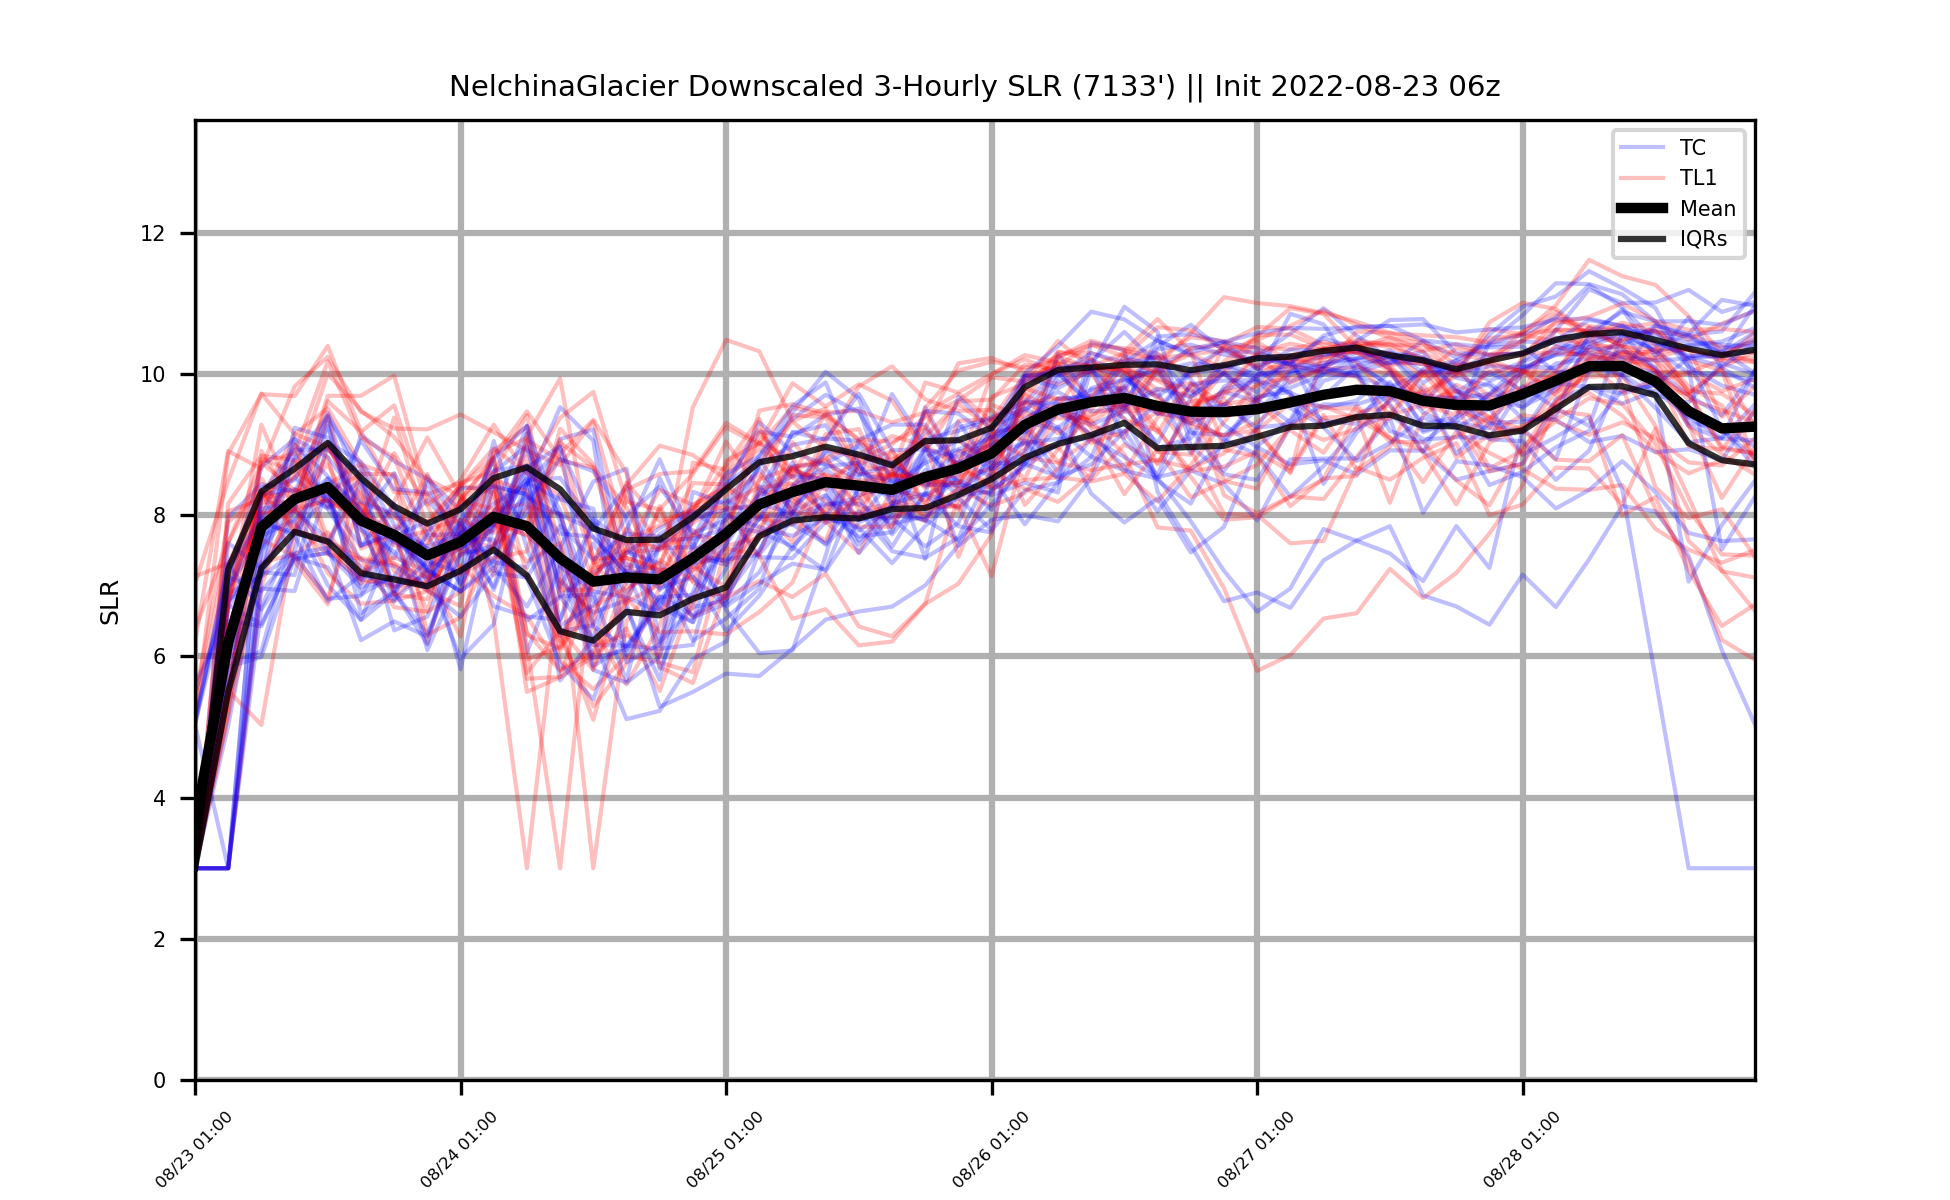 NelchinaGlacier Downscaled 3-Hourly SLR (7133') || Init 2022-08-23 06z
TC
TL1
Mean
IQRs
SLR
12
10
8
6
4
2
0
08/23 01:00
08/24 01:00
08/25 01:00
08/26 01:00
08/27 01:00
08/28 01:00